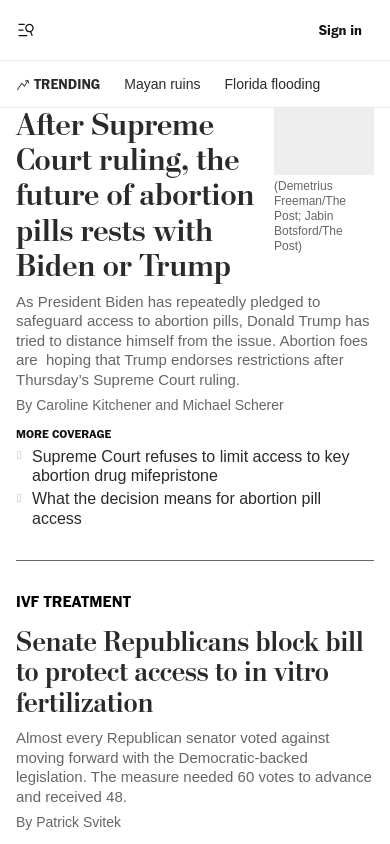 Sign in
TRENDING Mayan ruins Florida flooding
After Supreme
Court ruling, the
future of abortion
pills rests with
Biden or Trump
(Demetrius
Freeman/The
Post; Jabin
Botsford/The
Post)
As President Biden has repeatedly pledged to
safeguard access to abortion pills, Donald Trump has
tried to distance himself from the issue. Abortion foes
are  hoping that Trump endorses restrictions after
Thursday’s Supreme Court ruling.
By Caroline Kitchener and Michael Scherer
MORE COVERAGE
Supreme Court refuses to limit access to key
abortion drug mifepristone
What the decision means for abortion pill
access
IVF TREATMENT
Senate Republicans block bill
to protect access to in vitro
fertilization
Almost every Republican senator voted against
moving forward with the Democratic-backed
legislation. The measure needed 60 votes to advance
and received 48.
By Patrick Svitek